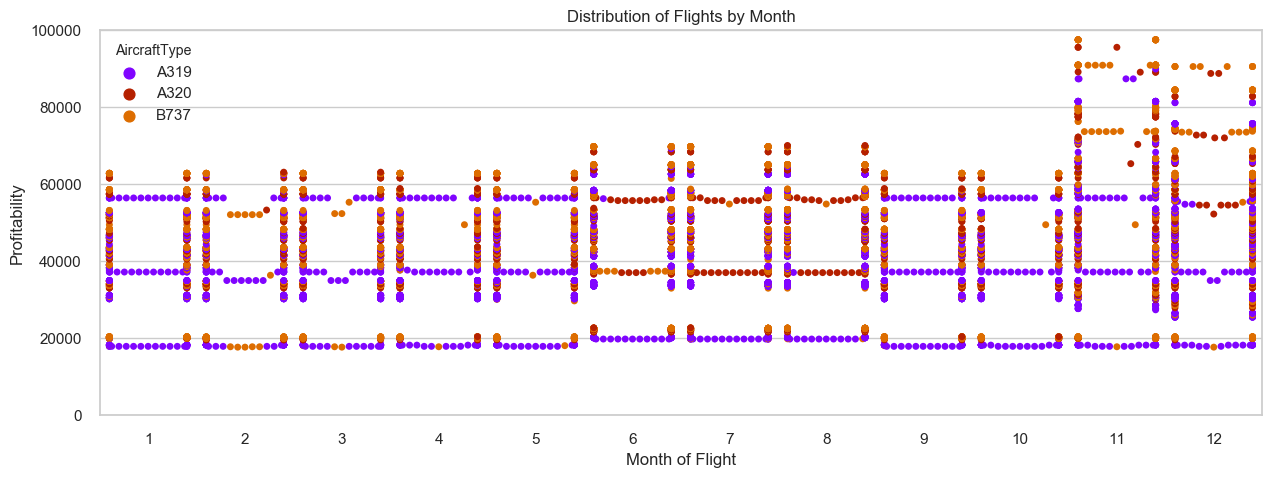 Distribution of Flights by Month
AircraftType
A319
A320
B737
Profitability
100000
80000
60000
40000
20000
0
1 2 3 4 5 6 7 8 9 10 11 12
Month of Flight